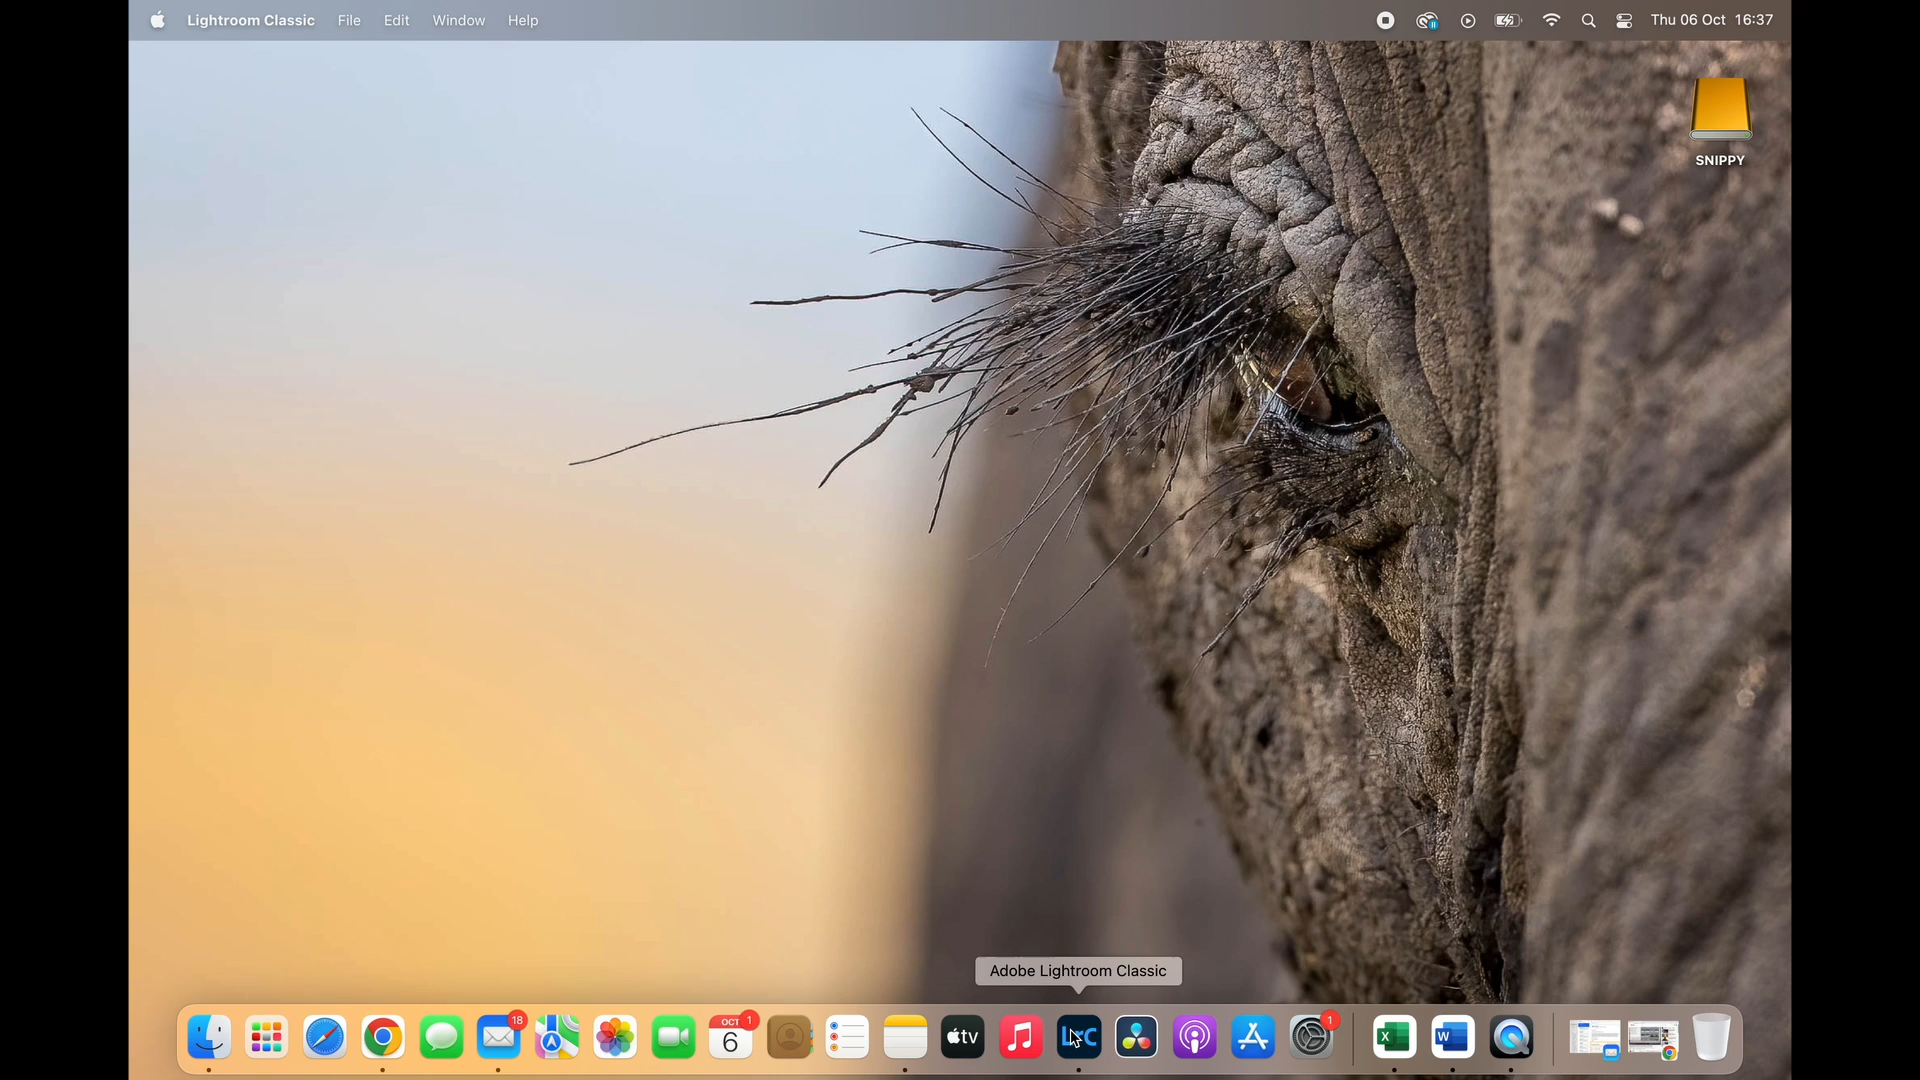 Lightroom Classic File Edit Window Help Thu 06 Oct 16:37
SNIPPY
Adobe Lightroom Classic
18
OCT 1
6
tv
LrC
1
X
W